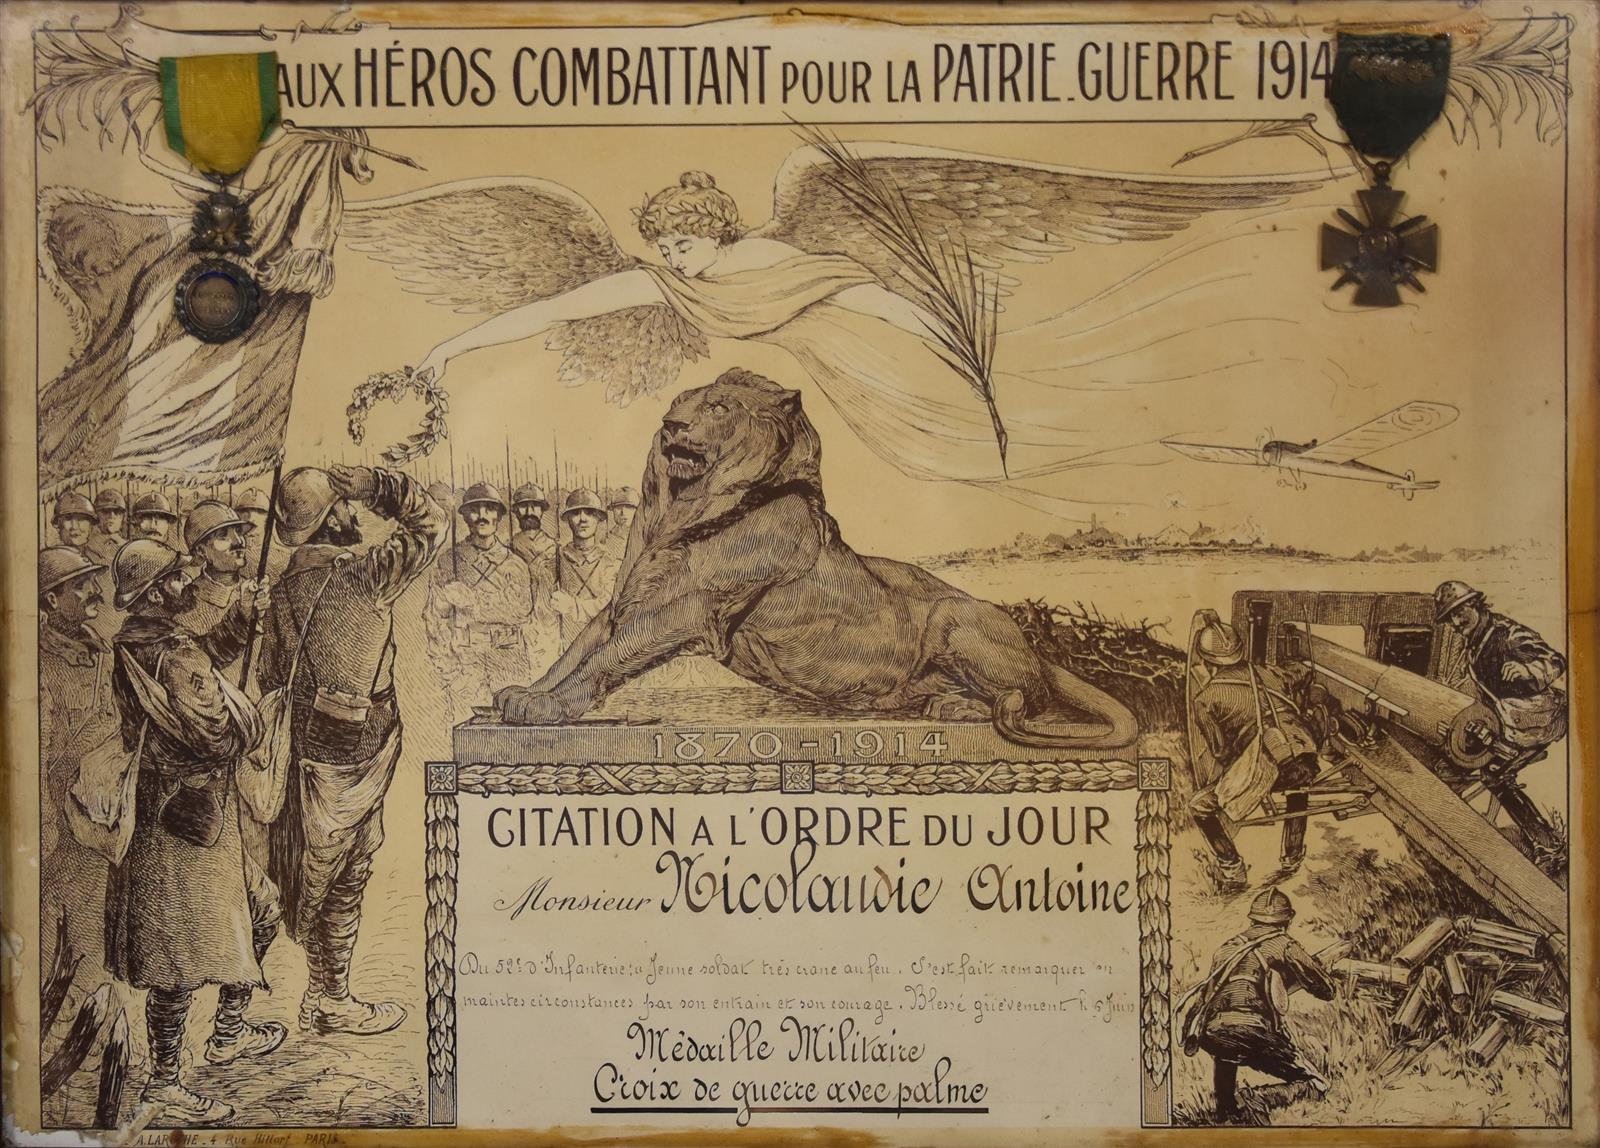 AUX HÉROS COMBATTANT POUR LA PATRIE_GUERRE 1914
1870-1914
CITATION A L'ORDRE DU JOUR
Monsieur Nicolaudie Antoine
Du 52e d'Infanterie Jeune soldat très crane au feu. S'est fait remarquer en
maintes circonstances par son entrain et son courage. Blessé grièvement le 5 Juin
Médaille Militaire
Croix de guerre avec palme
A. LAROCHE _ 4 Rue Hittorf _ PARIS _